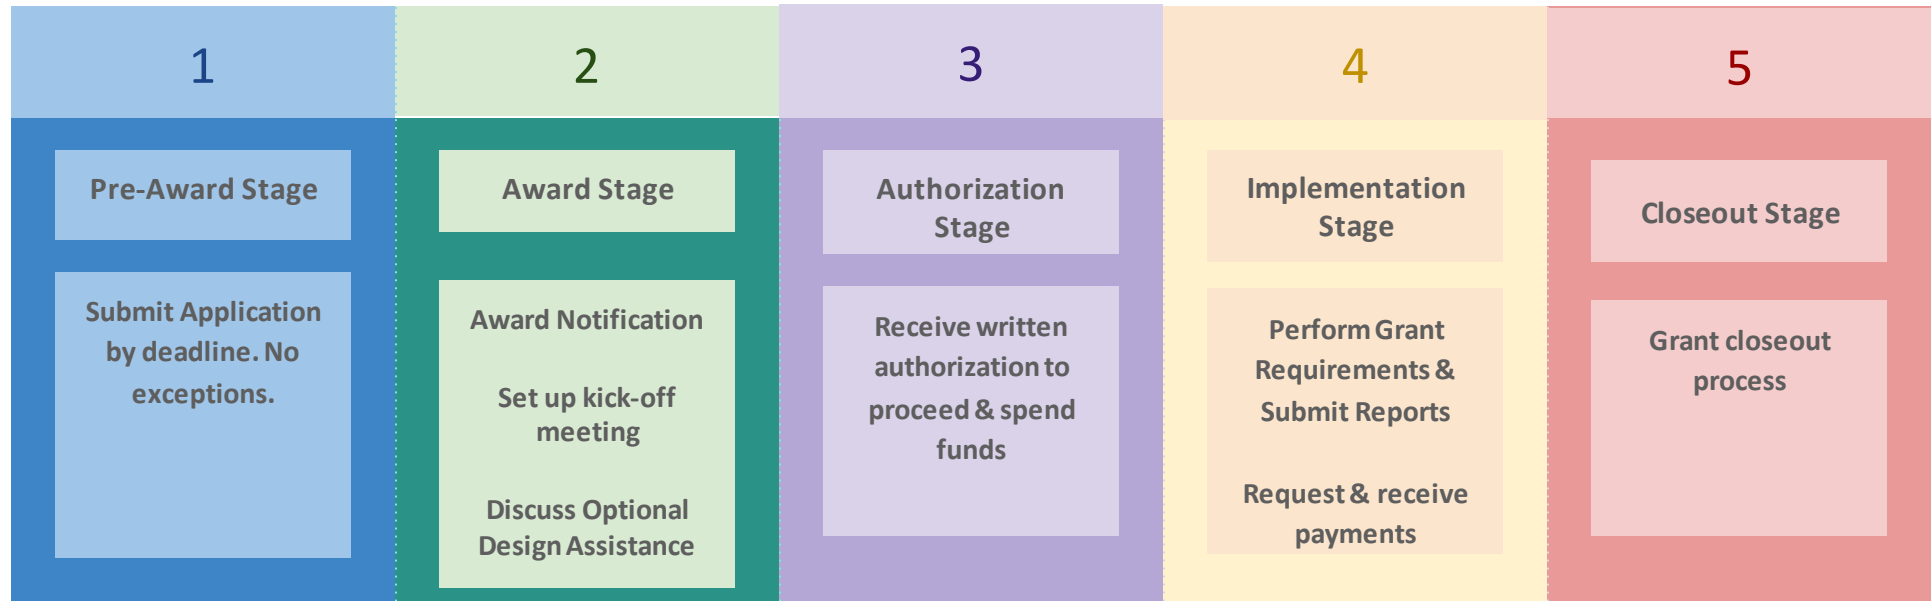 1
Pre-Award Stage
Submit Application
by deadline. No
exceptions.
2
Award Stage
Award Notification
Set up kick-off
meeting
Discuss Optional
Design Assistance
3
Authorization
Stage
Receive written
authorization to
proceed & spend
funds
4
Implementation
Stage
Perform Grant
Requirements &
Submit Reports
Request & receive
payments
5
Closeout Stage
Grant closeout
process